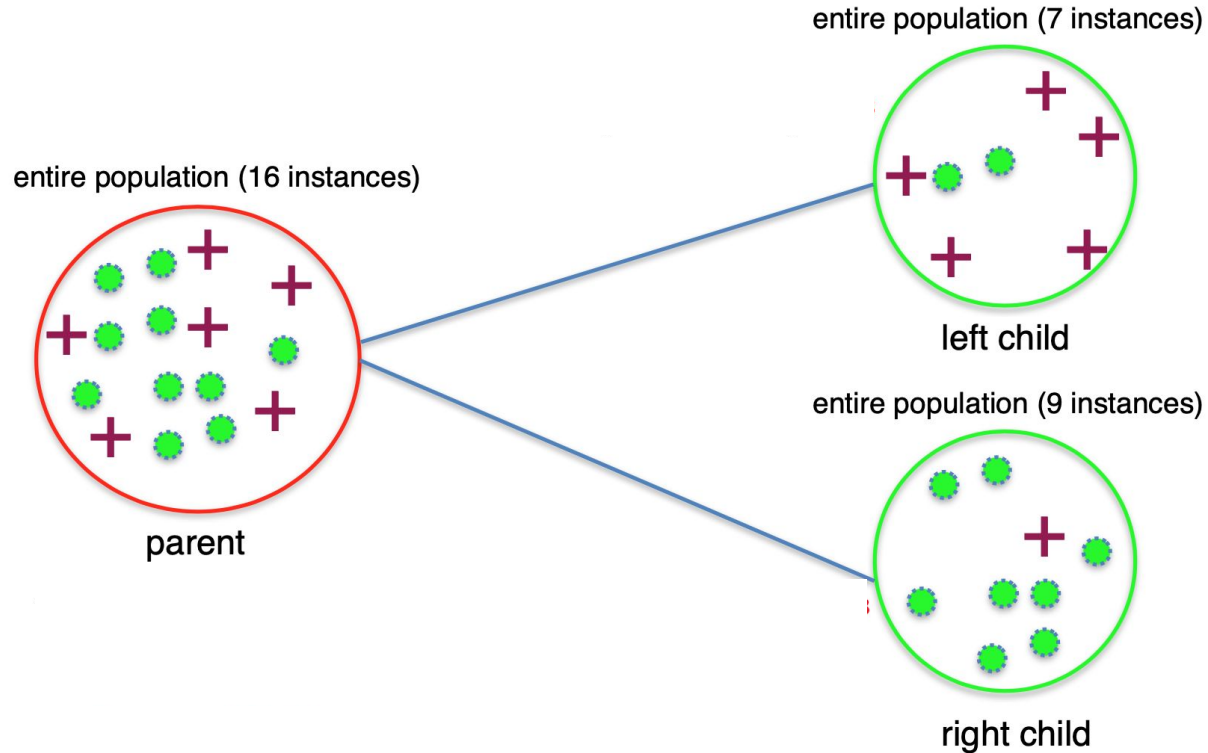 entire population (7 instances)
entire population (16 instances)
left child
entire population (9 instances)
parent
right child